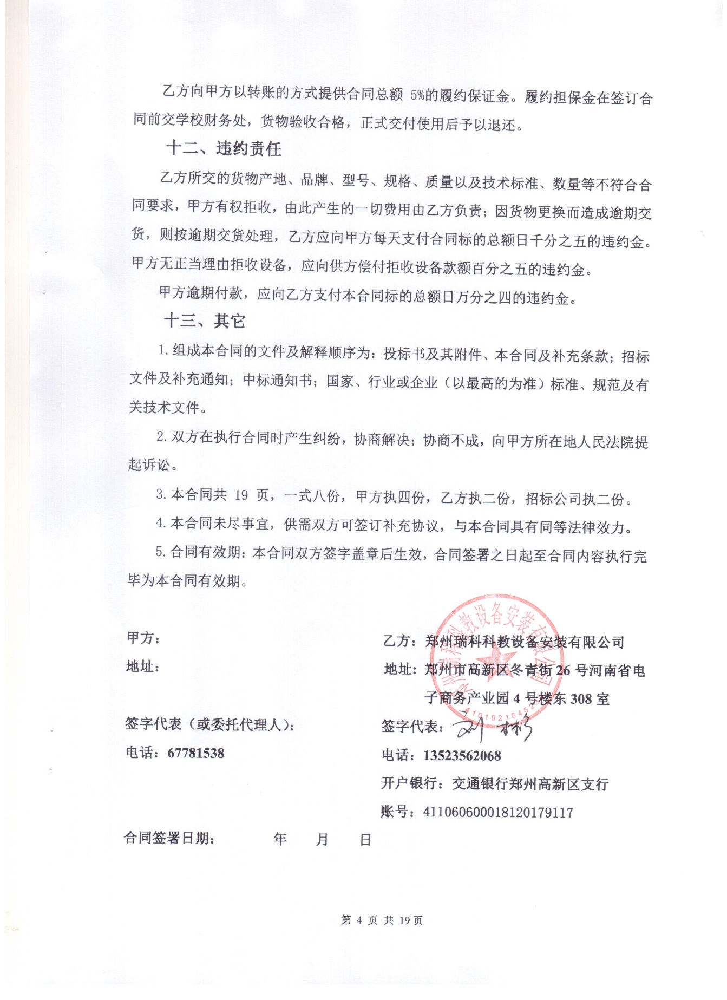 乙方向甲方以转账的方式提供合同总额 5%的履约保证金。履约担保金在签订合
同前交学校财务处，货物验收合格，正式交付使用后予以退还。
十二、违约责任
乙方所交的货物产地、品牌、型号、规格、质量以及技术标准、数量等不符合合
同要求，甲方有权拒收，由此产生的一切费用由乙方负责；因货物更换而造成逾期交
货，则按逾期交货处理，乙方应向甲方每天支付合同标的总额日千分之五的违约金。
甲方无正当理由拒收设备，应向供方偿付拒收设备款额百分之五的违约金。
甲方逾期付款，应向乙方支付本合同标的总额日万分之四的违约金。
十三、其它
1.组成本合同的文件及解释顺序为：投标书及其附件、本合同及补充条款；招标
文件及补充通知；中标通知书；国家、行业或企业（以最高的为准）标准、规范及有
关技术文件。
2.双方在执行合同时产生纠纷，协商解决；协商不成，向甲方所在地人民法院提
起诉讼。
3.本合同共 19 页，一式八份，甲方执四份，乙方执二份，招标公司执二份。
4.本合同未尽事宜，供需双方可签订补充协议，与本合同具有同等法律效力。
5.合同有效期：本合同双方签字盖章后生效，合同签署之日起至合同内容执行完
毕为本合同有效期。
郑州瑞科科教设备安装有限公司
甲方：
乙方：郑州瑞科科教设备安装有限公司
地址：
地址：郑州市高新区冬青街 26 号河南省电
子商务产业园 4 号楼东 308 室
签字代表（或委托代理人）：
签字代表：刘彬
电话：67781538
电话：13523562068
开户银行：交通银行郑州高新区支行
账号：411060600018120179117
合同签署日期： 年 月 日
第 4 页 共 19 页